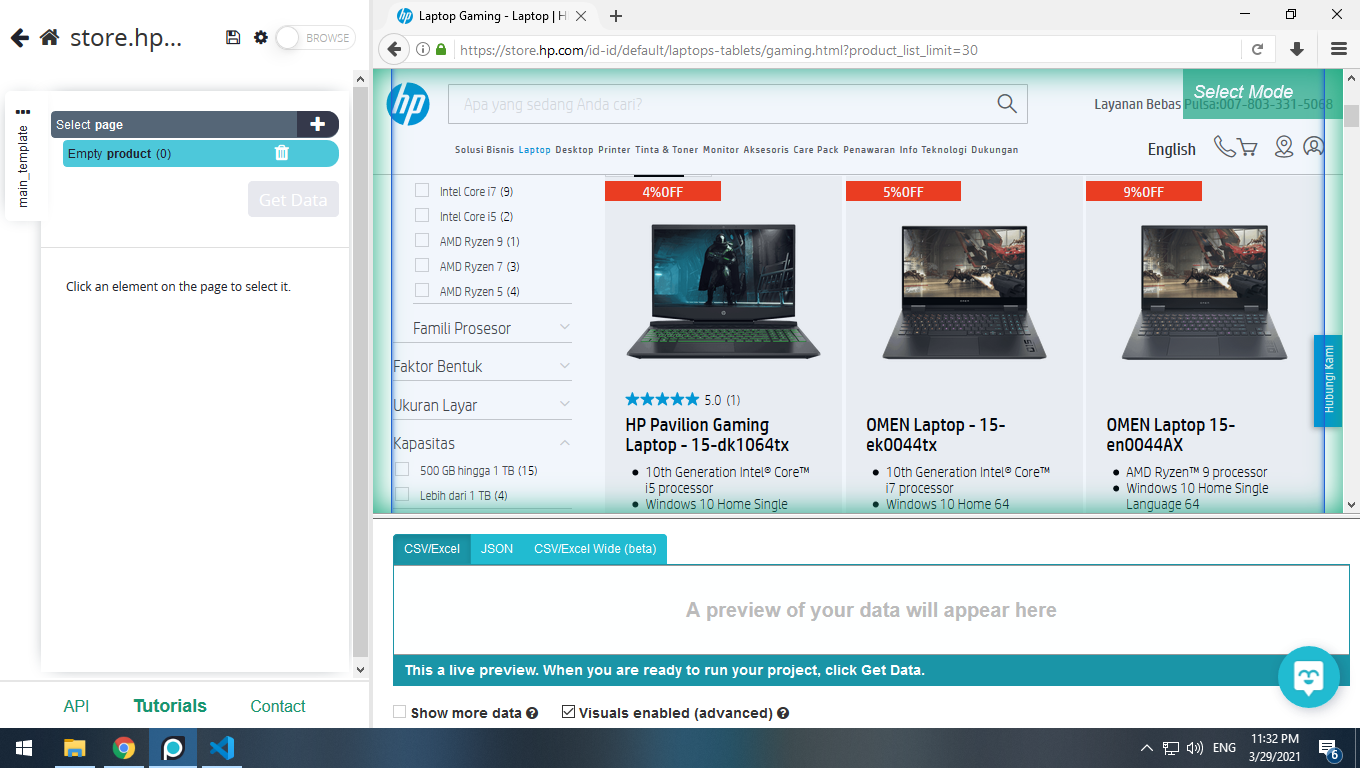 store.hp...
BROWSE
main_template
Select page
Empty product (0)
Get Data
Click an element on the page to select it.
API
Tutorials
Contact
Laptop Gaming - Laptop | H
https://store.hp.com/id-id/default/laptops-tablets/gaming.html?product_list_limit=30
hp
Apa yang sedang Anda cari?
Layanan Bebas Pulsa:007-803-331-5068
Select Mode
Solusi Bisnis Laptop Desktop Printer Tinta & Toner Monitor Aksesoris Care Pack Penawaran Info Teknologi Dukungan
English
Intel Core i7 (9)
Intel Core i5 (2)
AMD Ryzen 9 (1)
AMD Ryzen 7 (3)
AMD Ryzen 5 (4)
Famili Prosesor
Faktor Bentuk
Ukuran Layar
Kapasitas
500 GB hingga 1 TB (15)
Lebih dari 1 TB (4)
4%OFF
5.0 (1)
HP Pavilion Gaming
Laptop - 15-dk1064tx
10th Generation Intel® Core™
i5 processor
Windows 10 Home Single
5%OFF
OMEN Laptop - 15-
ek0044tx
10th Generation Intel® Core™
i7 processor
Windows 10 Home 64
9%OFF
OMEN Laptop 15-
en0044AX
AMD Ryzen™ 9 processor
Windows 10 Home Single
Language 64
Hubungi Kami
CSV/Excel
JSON
CSV/Excel Wide (beta)
A preview of your data will appear here
This a live preview. When you are ready to run your project, click Get Data.
Show more data
Visuals enabled (advanced)
ENG
11:32 PM
3/29/2021
6